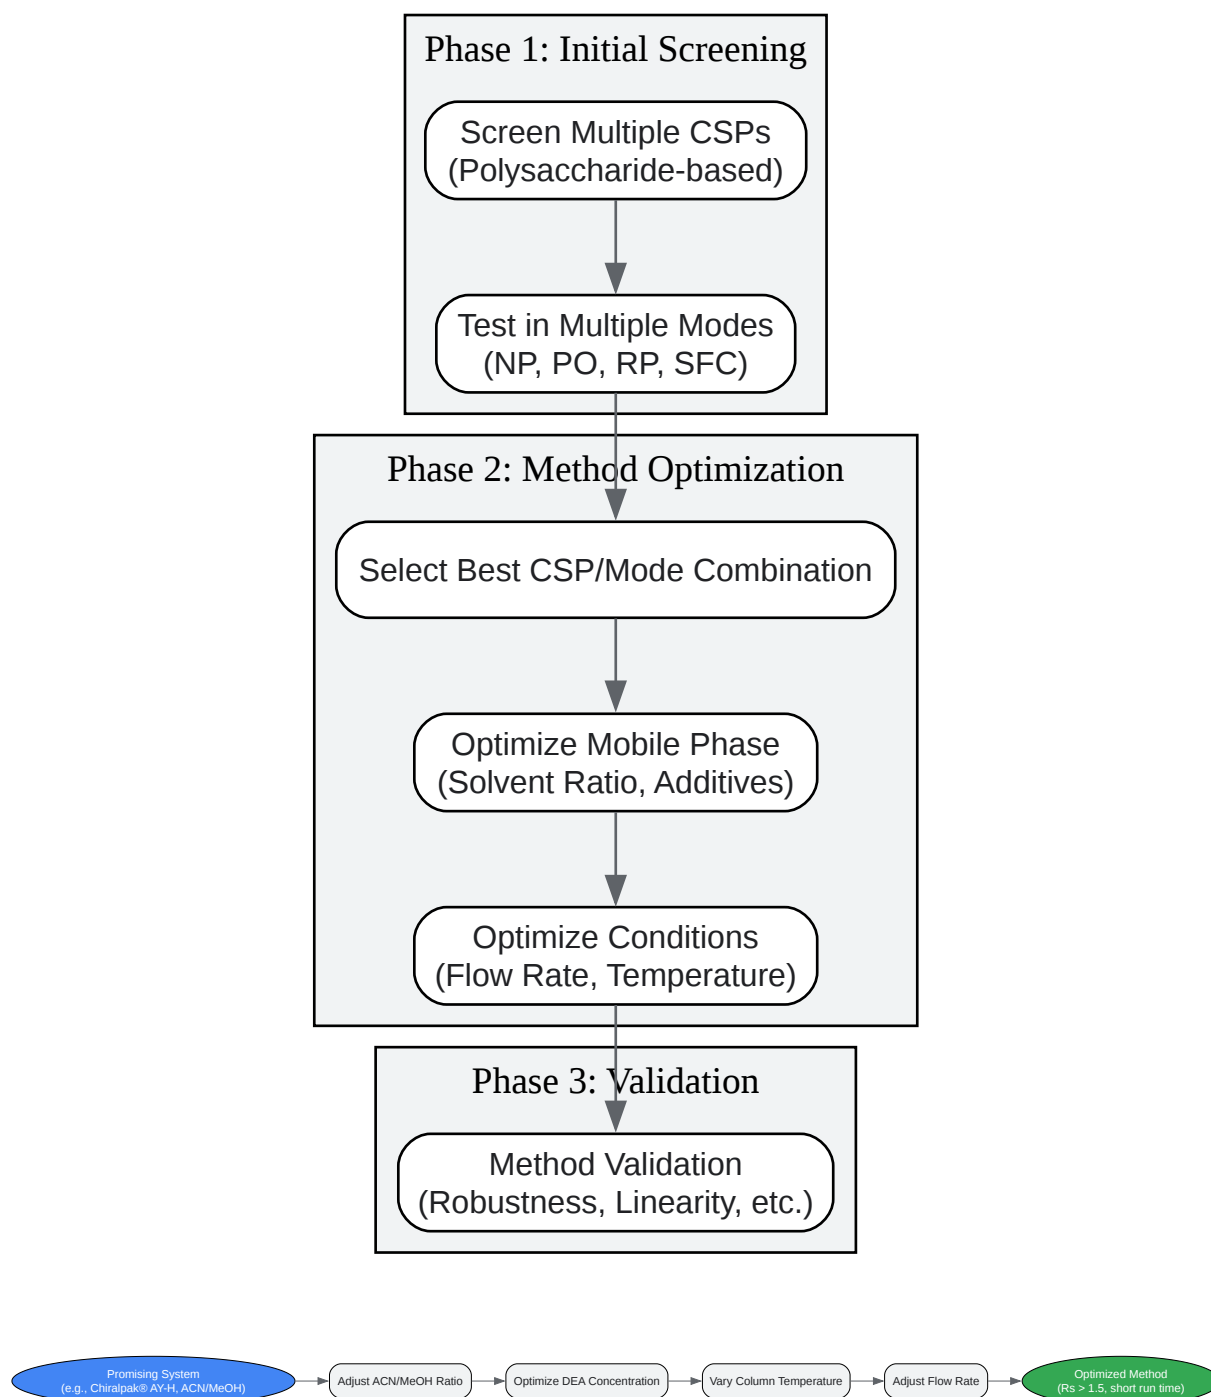 Phase 1: Initial Screening
Screen Multiple CSPs
(Polysaccharide-based)
Test in Multiple Modes
(NP, PO, RP, SFC)
Phase 2: Method Optimization
Select Best CSP/Mode Combination
Optimize Mobile Phase
(Solvent Ratio, Additives)
Optimize Conditions
(Flow Rate, Temperature)
Phase 3: Validation
Method Validation
(Robustness, Linearity, etc.)
Promising System
(e.g., Chiralpak® AY-H, ACN/MeOH)
Adjust ACN/MeOH Ratio
Optimize DEA Concentration
Vary Column Temperature
Adjust Flow Rate
Optimized Method
(Rs > 1.5, short run time)